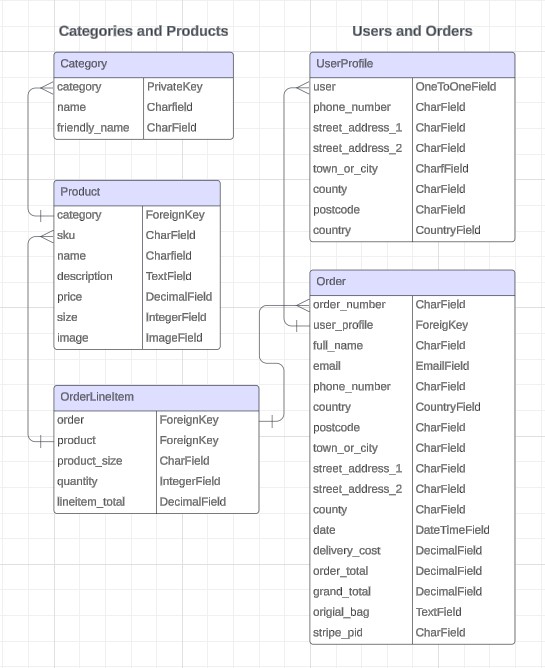 Categories and Products
Category
category PrivateKey
name Charfield
friendly_name CharField
Product
category ForeignKey
sku CharField
name Charfield
description TextField
price DecimalField
size IntegerField
image ImageField
OrderLineItem
order ForeignKey
product ForeignKey
product_size CharField
quantity IntegerField
lineitem_total DecimalField
Users and Orders
UserProfile
user OneToOneField
phone_number CharField
street_address_1 CharField
street_address_2 CharField
town_or_city CharfField
county CharField
postcode CharField
country CountryField
Order
order_number CharField
user_profile ForeigKey
full_name CharField
email EmailField
phone_number CharField
country CountryField
postcode CharField
town_or_city CharField
street_address_1 CharField
street_address_2 CharField
county CharField
date DateTimeField
delivery_cost DecimalField
order_total DecimalField
grand_total DecimalField
origial_bag TextField
stripe_pid CharField